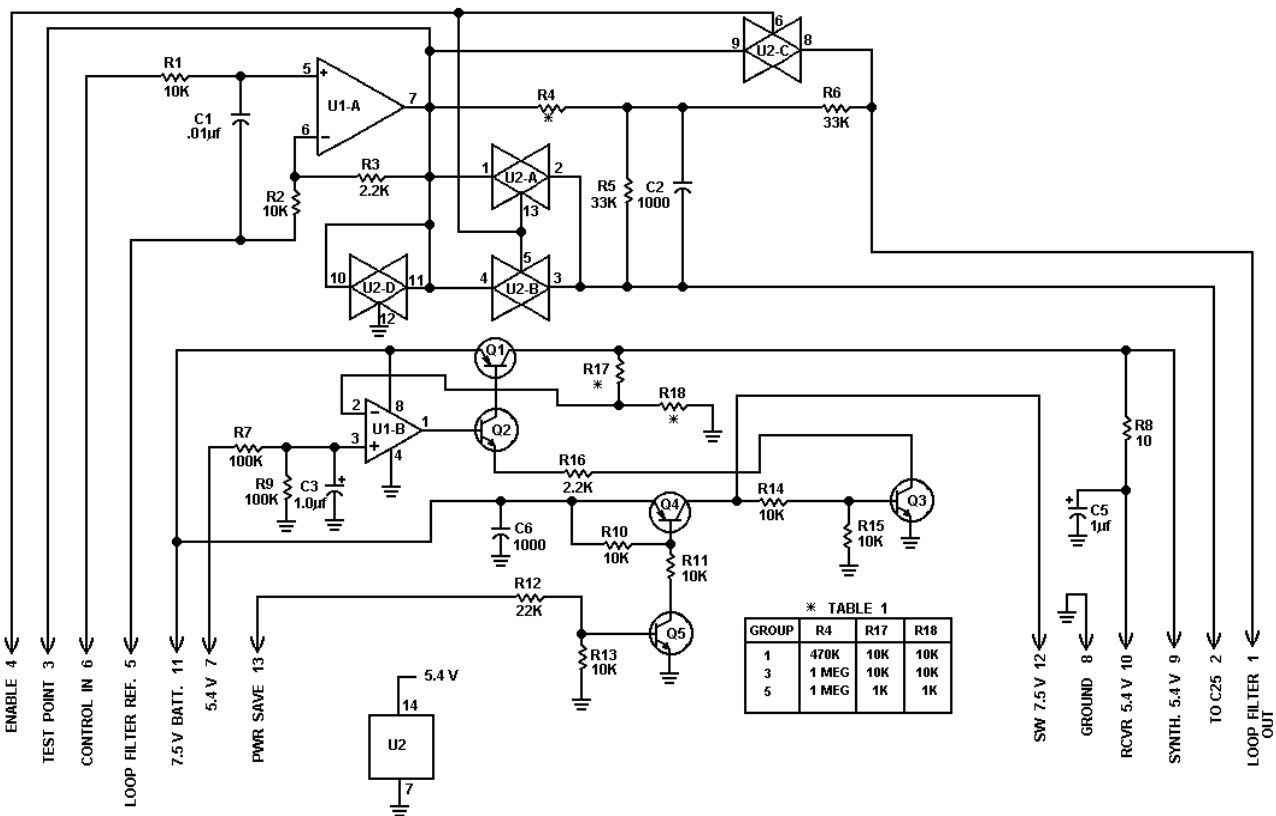 6
9
8
U2-C
R1
10K
5
+
U1-A
7
C1
.01µf
6
−
R4
*
R6
33K
R3
2.2K
1
2
U2-A
13
R5
33K
C2
1000
R2
10K
10
11
U2-D
12
4
5
3
U2-B
Q1
R17
*
R18
*
2
−
8
U1-B
1
3
+
4
Q2
R7
100K
R9
100K
C3
1.0µf
+
R8
10
R16
2.2K
Q4
R14
10K
Q3
C6
1000
R10
10K
R11
10K
R15
10K
+
C5
1µf
R12
22K
Q5
R13
10K
* TABLE 1
GROUP R4 R17 R18
1 470K 10K 10K
3 1 MEG 10K 10K
5 1 MEG 1K 1K
5.4 V
14
U2
7
ENABLE 4
TEST POINT 3
CONTROL IN 6
LOOP FILTER REF. 5
7.5 V BATT. 11
5.4 V 7
PWR SAVE 13
SW 7.5 V 12
GROUND 8
RCVR 5.4 V 10
SYNTH. 5.4 V 9
TO C25 2
LOOP FILTER 1
OUT